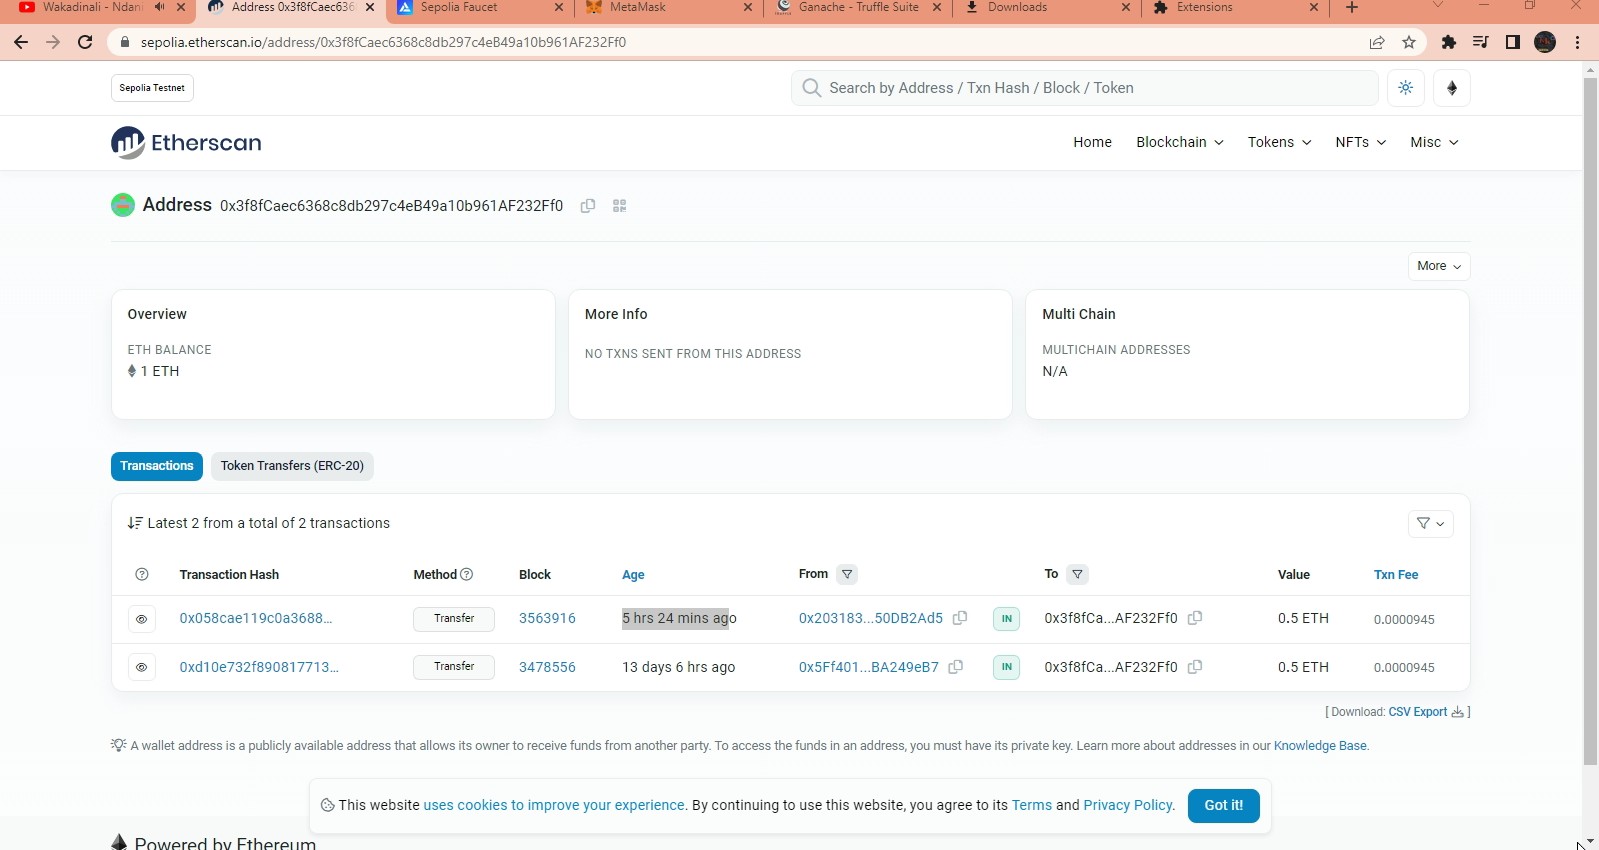 Wakadinali - Ndani
Address 0x3f8fCaec636
Sepolia Faucet
MetaMask
Ganache - Truffle Suite
Downloads
Extensions
sepolia.etherscan.io/address/0x3f8fCaec6368c8db297c4eB49a10b961AF232Ff0
Sepolia Testnet
Search by Address / Txn Hash / Block / Token
Etherscan
Home Blockchain Tokens NFTs Misc
Address 0x3f8fCaec6368c8db297c4eB49a10b961AF232Ff0
More
Overview
ETH BALANCE
1 ETH
More Info
NO TXNS SENT FROM THIS ADDRESS
Multi Chain
MULTICHAIN ADDRESSES
N/A
Transactions Token Transfers (ERC-20)
Latest 2 from a total of 2 transactions
Transaction Hash Method Block Age From To Value Txn Fee
0x058cae119c0a3688... Transfer 3563916 5 hrs 24 mins ago 0x203183...50DB2Ad5 IN 0x3f8fCa...AF232Ff0 0.5 ETH 0.0000945
0xd10e732f890817713... Transfer 3478556 13 days 6 hrs ago 0x5Ff401...BA249eB7 IN 0x3f8fCa...AF232Ff0 0.5 ETH 0.0000945
[ Download: CSV Export ]
A wallet address is a publicly available address that allows its owner to receive funds from another party. To access the funds in an address, you must have its private key. Learn more about addresses in our Knowledge Base.
This website uses cookies to improve your experience. By continuing to use this website, you agree to its Terms and Privacy Policy. Got it!
Powered by Ethereum